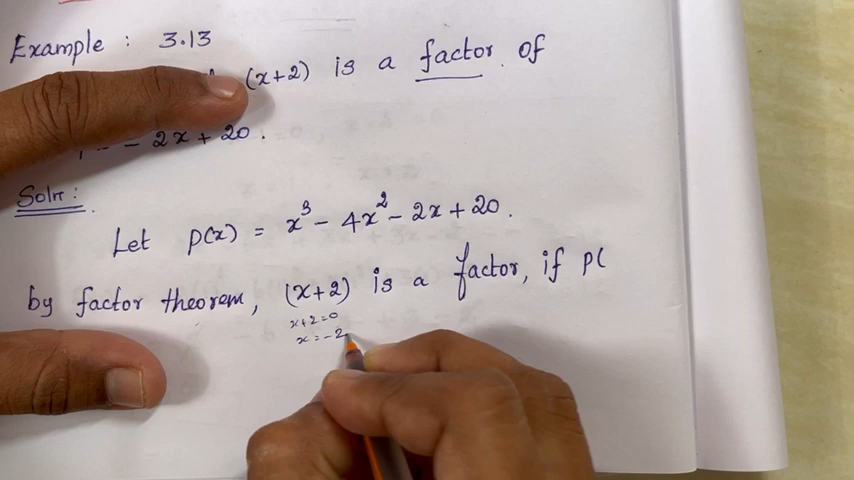 Example : 3.13
(x+2) is a factor of
- 2x + 20 .
Soln :
Let p(x) = x³ - 4x² - 2x + 20 .
by factor theorem, (x+2) is a factor, if p(
x+2=0
x = -2